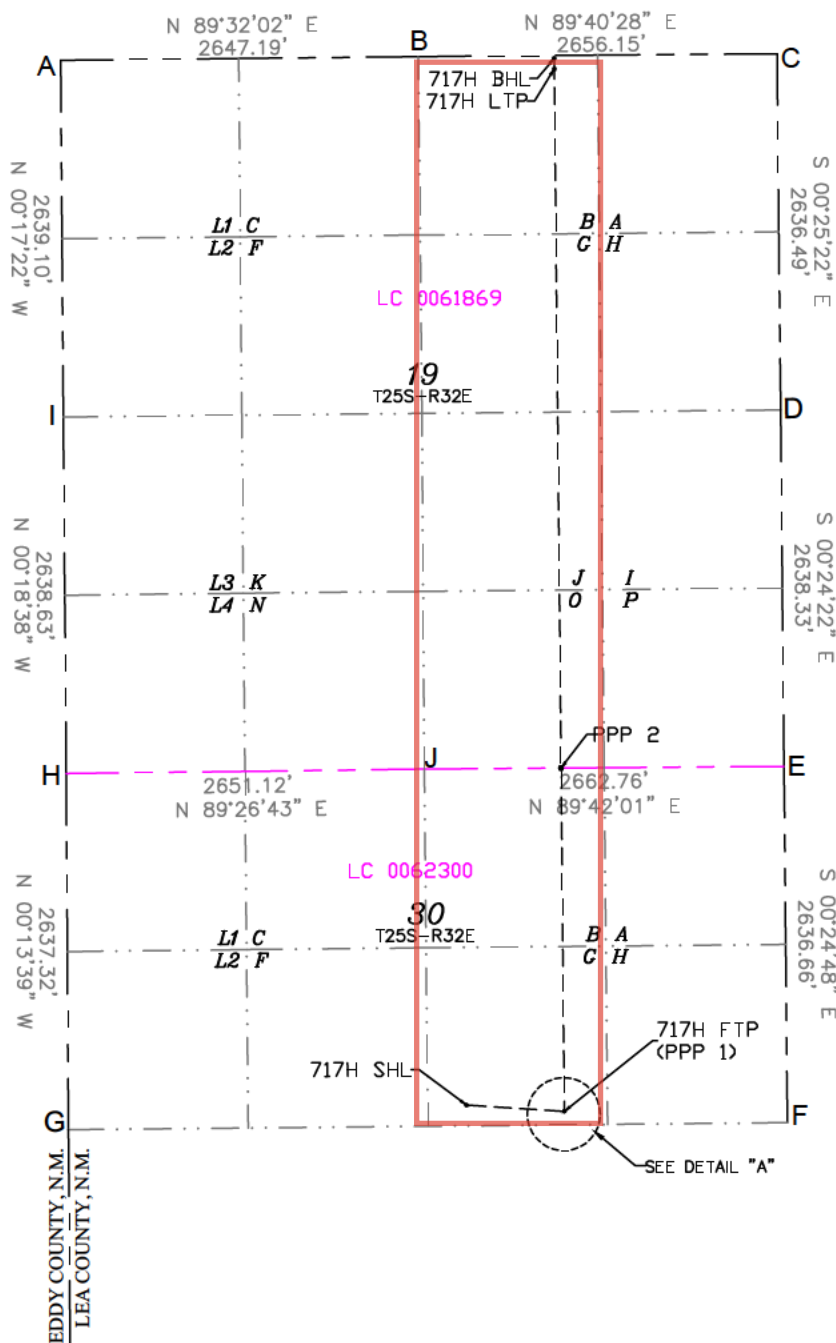 N 89°32'02" E
2647.19'
B
N 89°40'28" E
2656.15'
A
C
717H BHL
717H LTP
N 00°17'22" W
2639.10'
S 00°25'22" E
2636.49'
L1 C
L2 F
B A
G H
LC 0061869
19
T25S-R32E
I
D
N 00°18'38" W
2638.63'
S 00°24'22" E
2638.33'
L3 K
L4 N
J I
O P
PPP 2
H
J
E
2651.12'
N 89°26'43" E
2662.76'
N 89°42'01" E
LC 0062300
30
T25S-R32E
N 00°13'39" W
2637.32'
S 00°24'48" E
2636.66'
L1 C
L2 F
B A
G H
717H FTP
(PPP 1)
717H SHL
G
F
SEE DETAIL "A"
EDDY COUNTY, N.M.
LEA COUNTY, N.M.